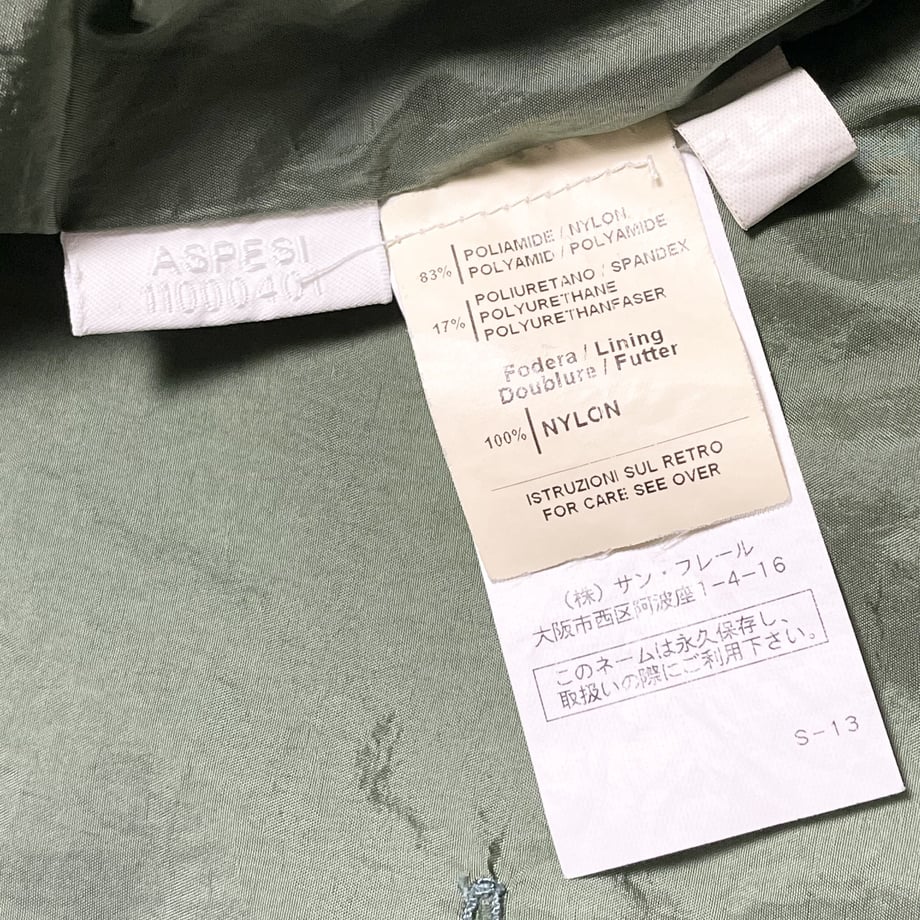 ASPESI
11000401
83% POLIAMIDE / NYLON
POLYAMID / POLYAMIDE
17% POLIURETANO / SPANDEX
POLYURETHANE
POLYURETHANFASER
Fodera / Lining
Doublure / Futter
100% NYLON
ISTRUZIONI SUL RETRO
FOR CARE SEE OVER
(株)サン・フレール
大阪市西区阿波座1-4-16
このネームは永久保存し、
取扱いの際にご利用下さい。
S-13